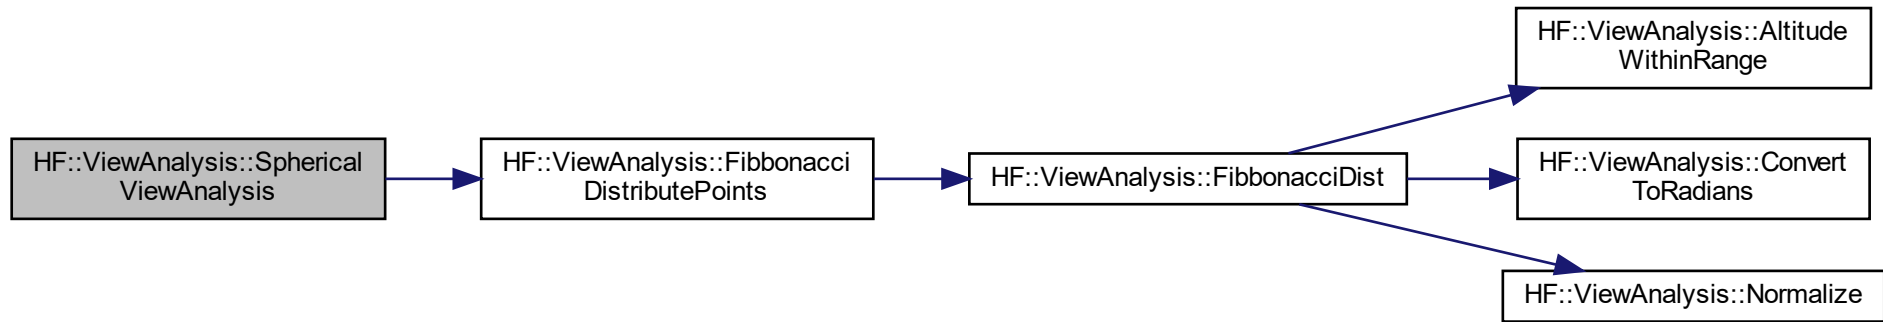 HF::ViewAnalysis::Spherical
ViewAnalysis
HF::ViewAnalysis::Fibbonacci
DistributePoints
HF::ViewAnalysis::FibbonacciDist
HF::ViewAnalysis::Altitude
WithinRange
HF::ViewAnalysis::Convert
ToRadians
HF::ViewAnalysis::Normalize